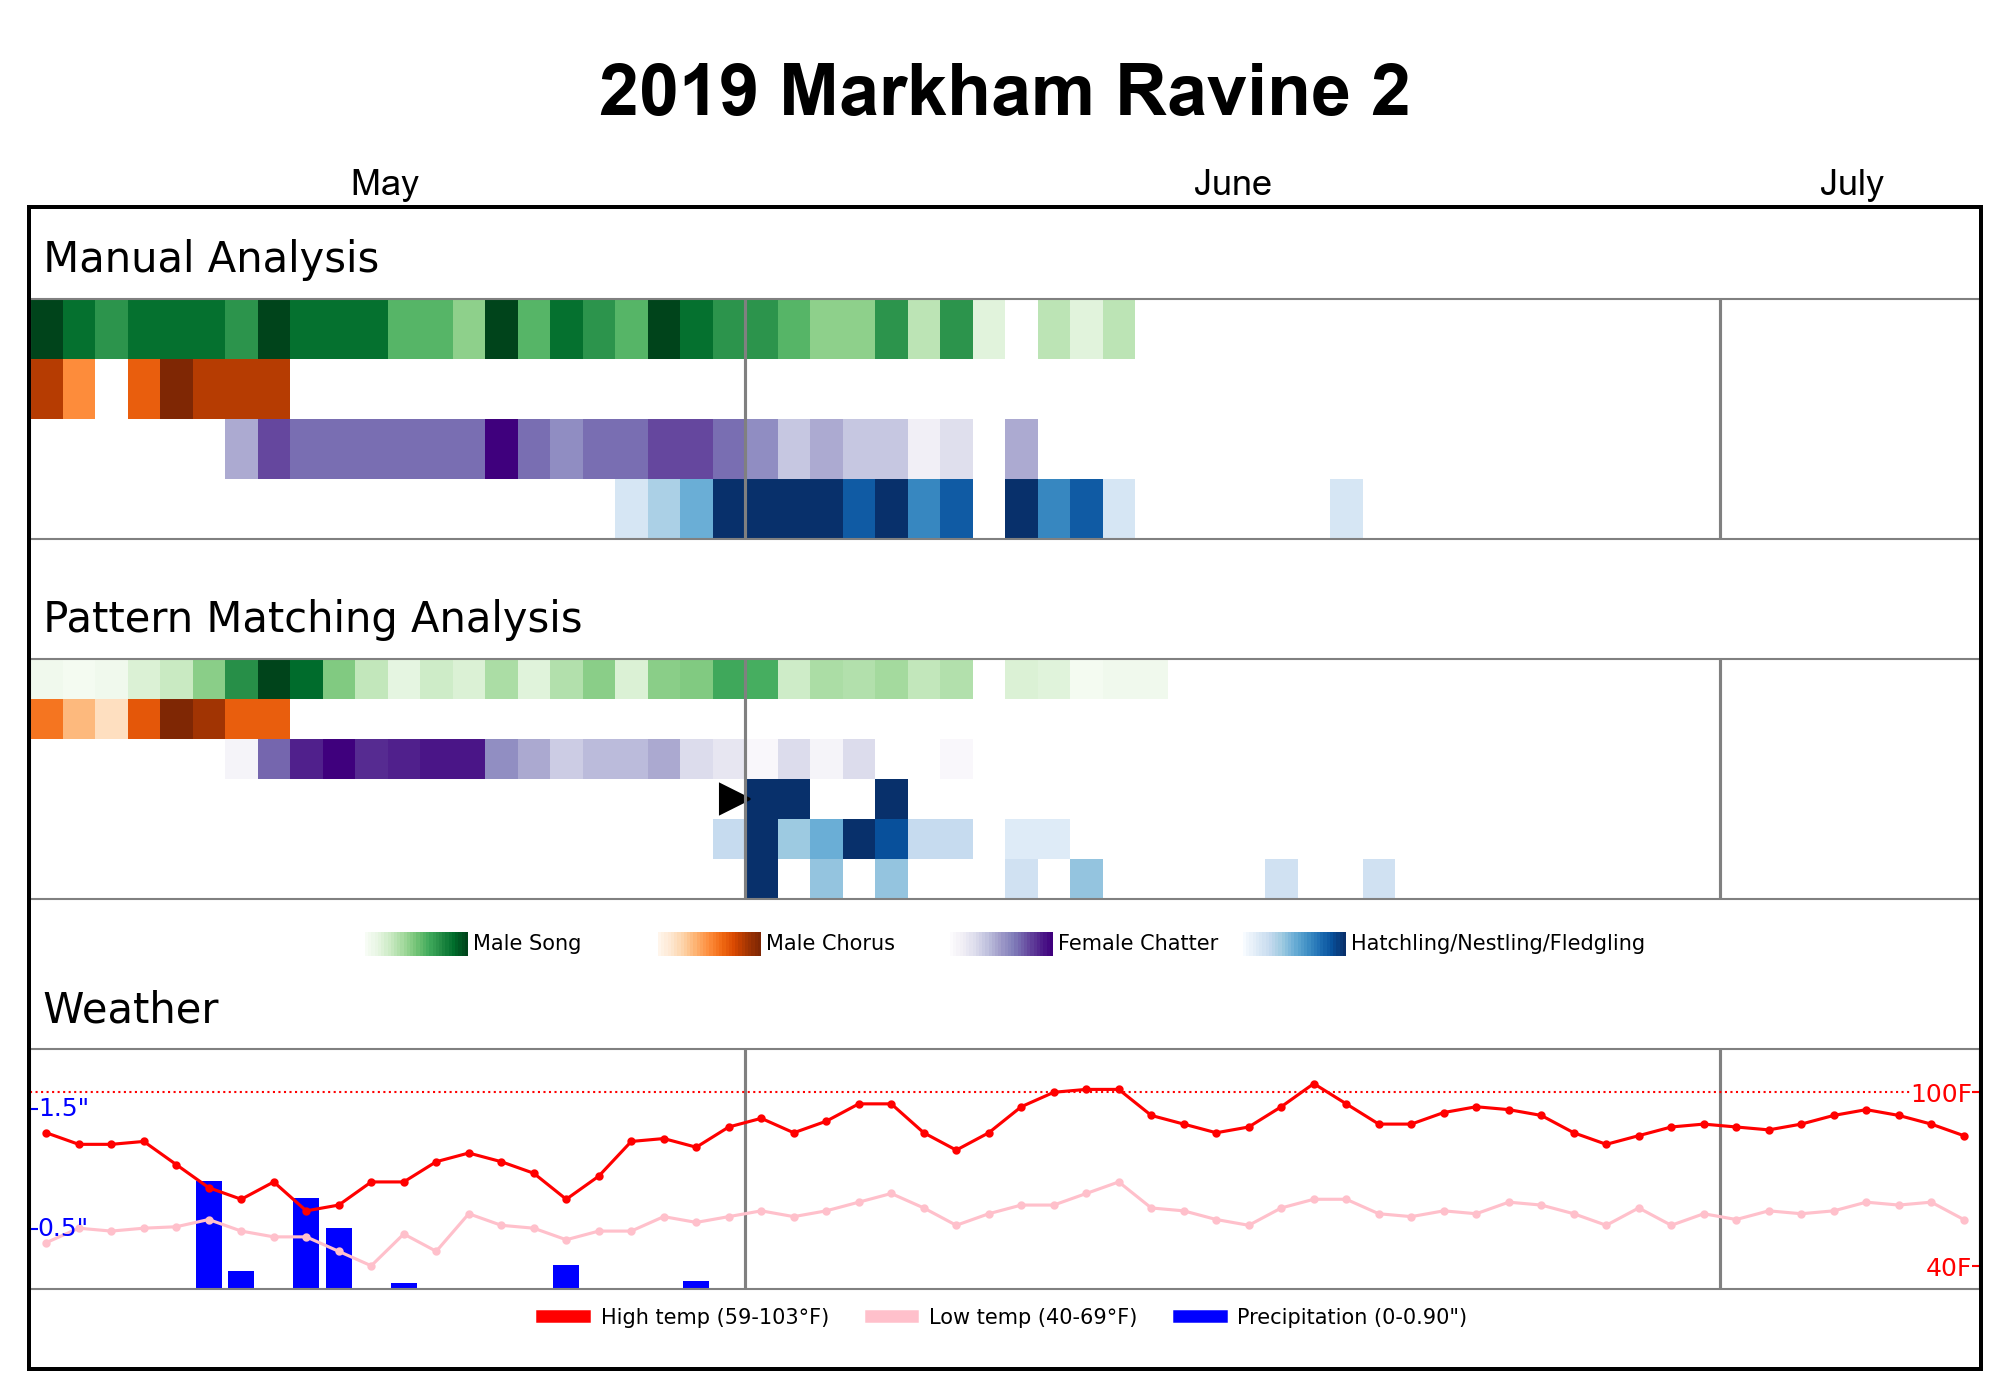 2019 Markham Ravine 2
May June July
Manual Analysis
Pattern Matching Analysis
Male Song Male Chorus Female Chatter Hatchling/Nestling/Fledgling
Weather
100F
1.5"
0.5"
40F
High temp (59-103°F) Low temp (40-69°F) Precipitation (0-0.90")